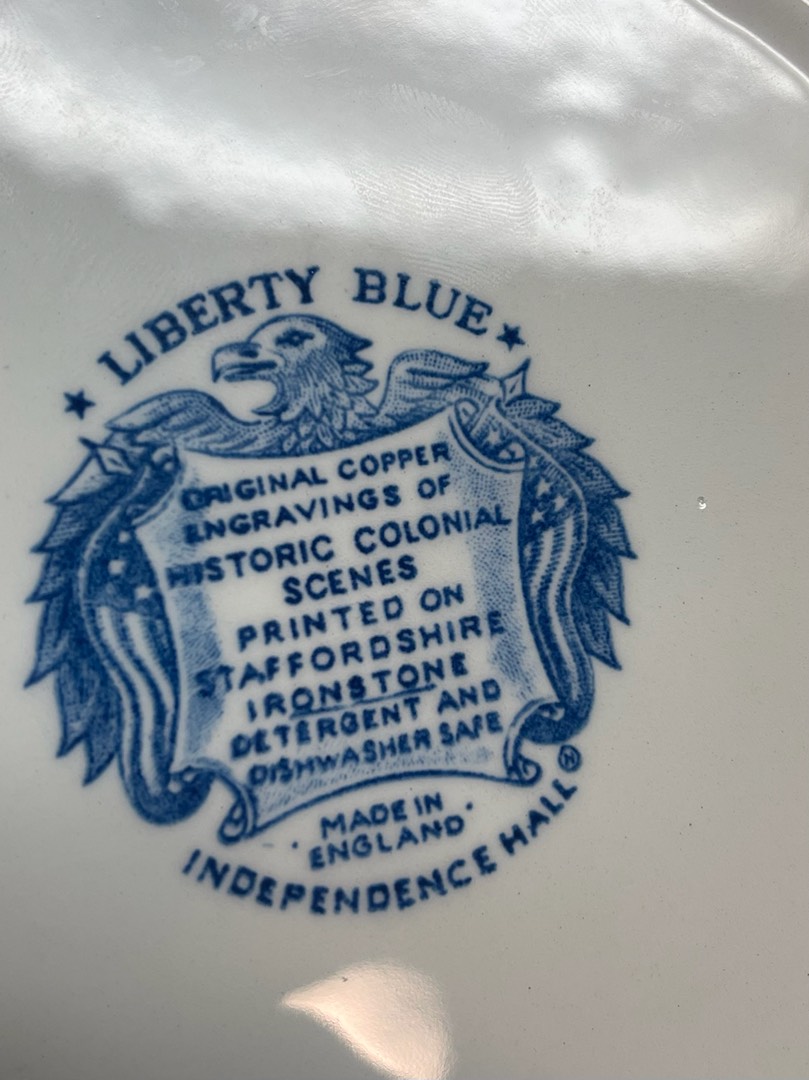 LIBERTY BLUE
ORIGINAL COPPER
ENGRAVINGS OF
HISTORIC COLONIAL
SCENES
PRINTED ON
STAFFORDSHIRE
IRONSTONE
DETERGENT AND
DISHWASHER SAFE
MADE IN
ENGLAND
INDEPENDENCE HALL